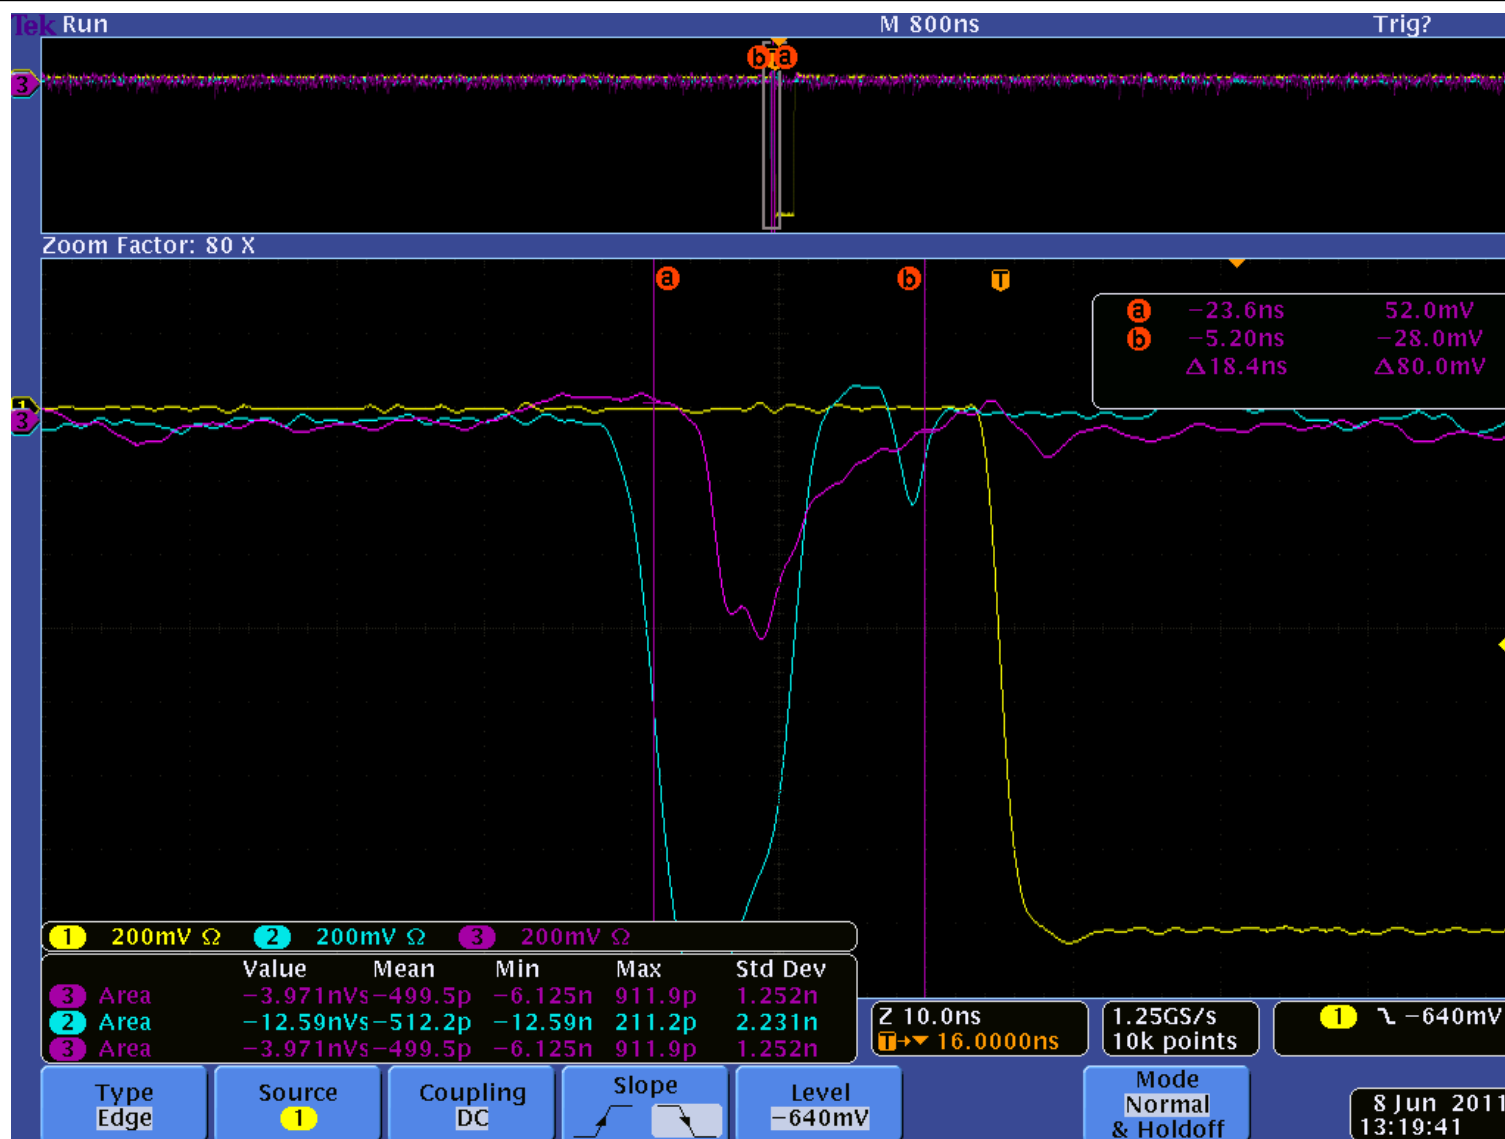 Tek Run M 800ns Trig?
b a
3
Zoom Factor: 80 X
a b T
a −23.6ns 52.0mV
b −5.20ns −28.0mV
Δ18.4ns Δ80.0mV
1
3
1 200mV Ω 2 200mV Ω 3 200mV Ω
Value Mean Min Max Std Dev
3 Area −3.971nVs −499.5p −6.125n 911.9p 1.252n
2 Area −12.59nVs −512.2p −12.59n 211.2p 2.231n
3 Area −3.971nVs −499.5p −6.125n 911.9p 1.252n
Z 10.0ns
T→▼ 16.0000ns
1.25GS/s
10k points
1 −640mV
Type
Edge
Source
1
Coupling
DC
Slope
Level
−640mV
Mode
Normal
& Holdoff
8 Jun 2011
13:19:41